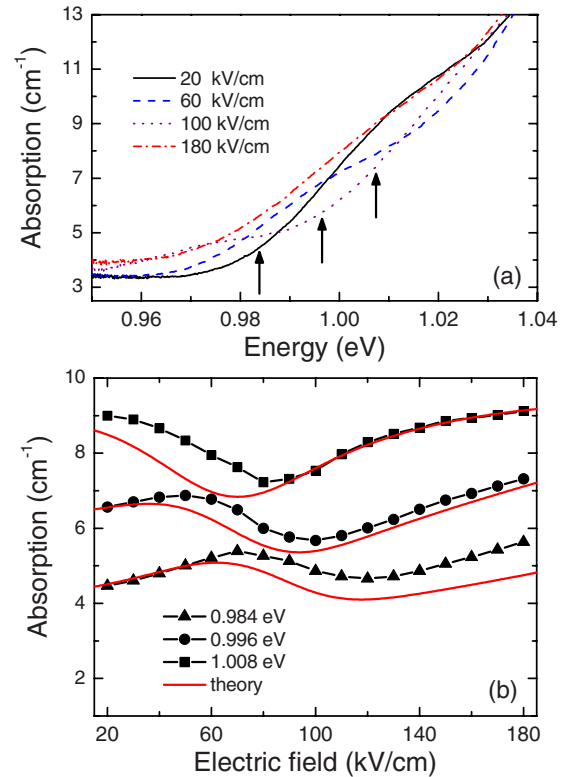 13
11
9
7
5
3
Absorption (cm⁻¹)
20 kV/cm
60 kV/cm
100 kV/cm
180 kV/cm
(a)
0.96 0.98 1.00 1.02 1.04
Energy (eV)
10
8
6
4
2
Absorption (cm⁻¹)
0.984 eV
0.996 eV
1.008 eV
theory
(b)
20 60 100 140 180
Electric field (kV/cm)